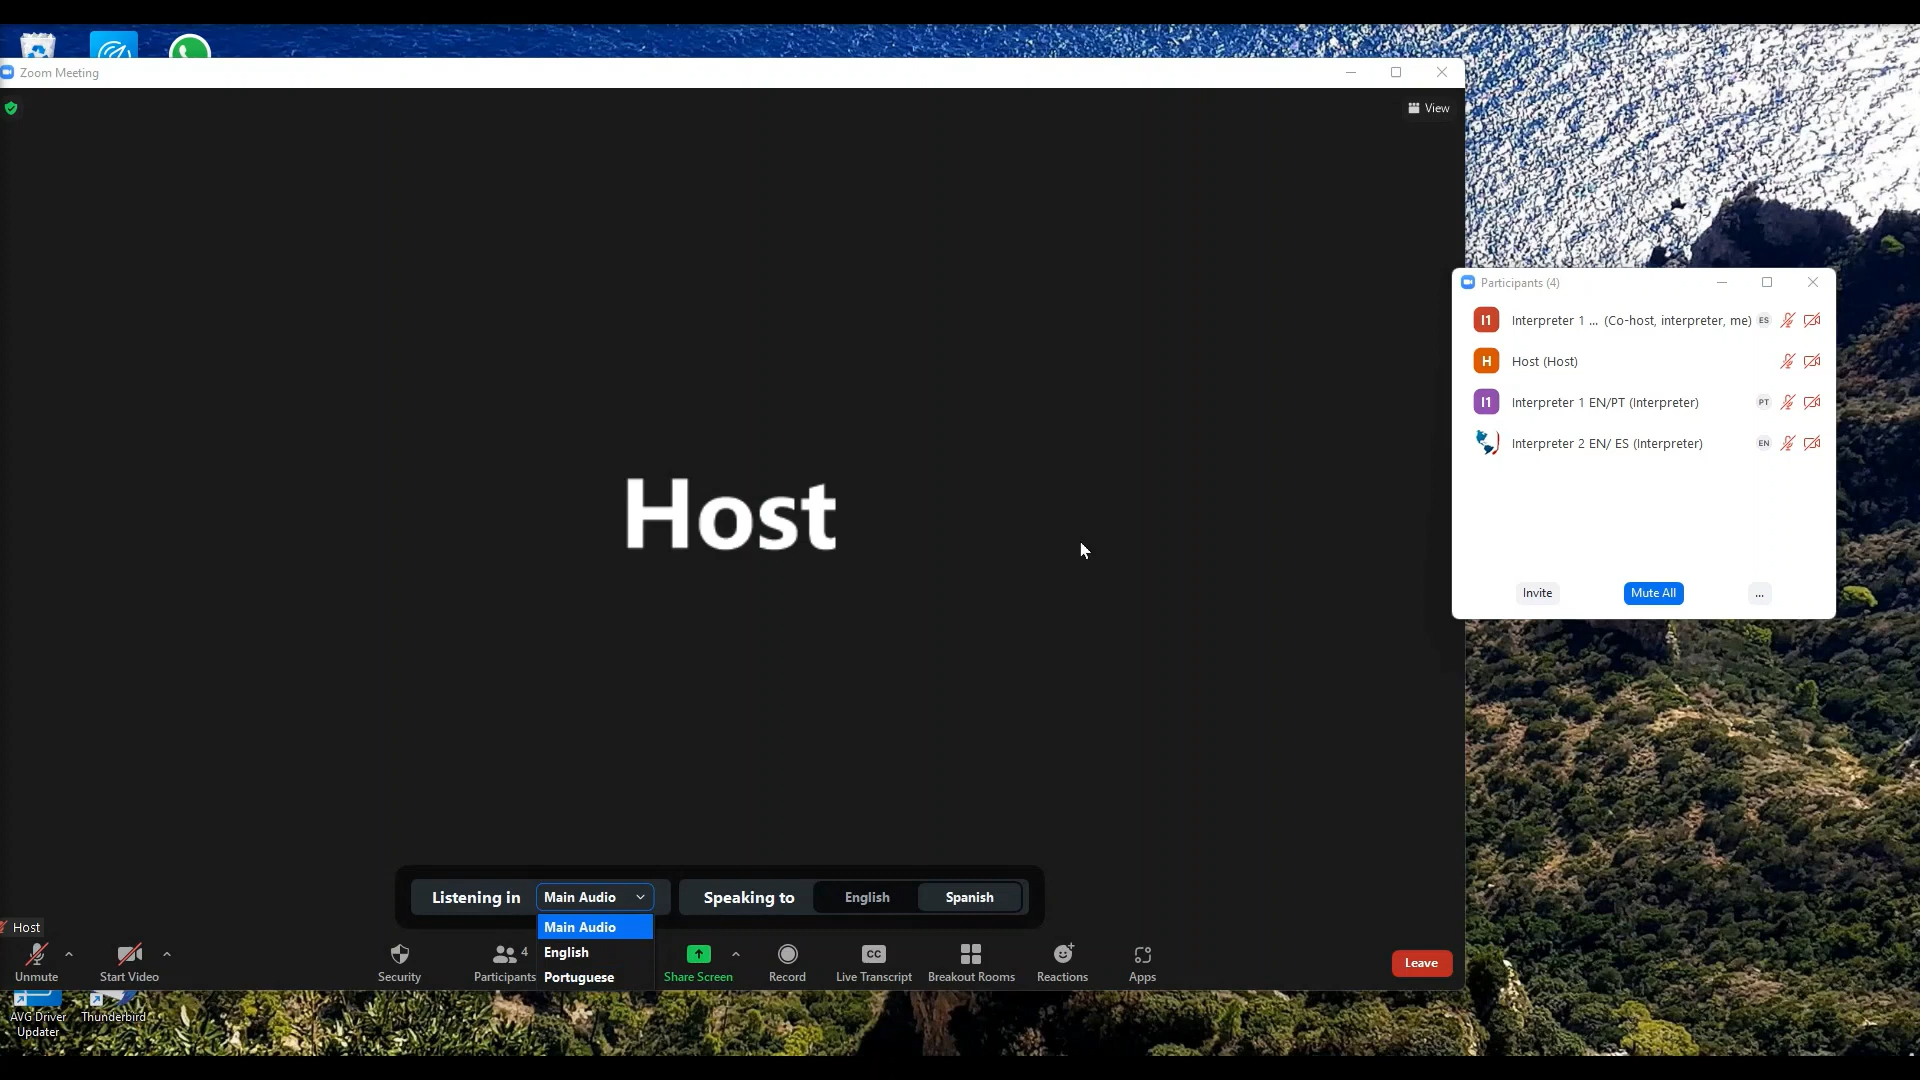 Zoom Meeting
View
Participants (4)
I1 Interpreter 1 ... (Co-host, interpreter, me) ES
H Host (Host)
I1 Interpreter 1 EN/PT (Interpreter) PT
Interpreter 2 EN/ ES (Interpreter) EN
Invite Mute All ...
Host
Listening in Main Audio Speaking to English Spanish
Main Audio
English
Portuguese
Host
Unmute
Start Video
Security
4
Participants
Share Screen
Record
CC
Live Transcript
Breakout Rooms
Reactions
Apps
Leave
AVG Driver
Updater
Thunderbird